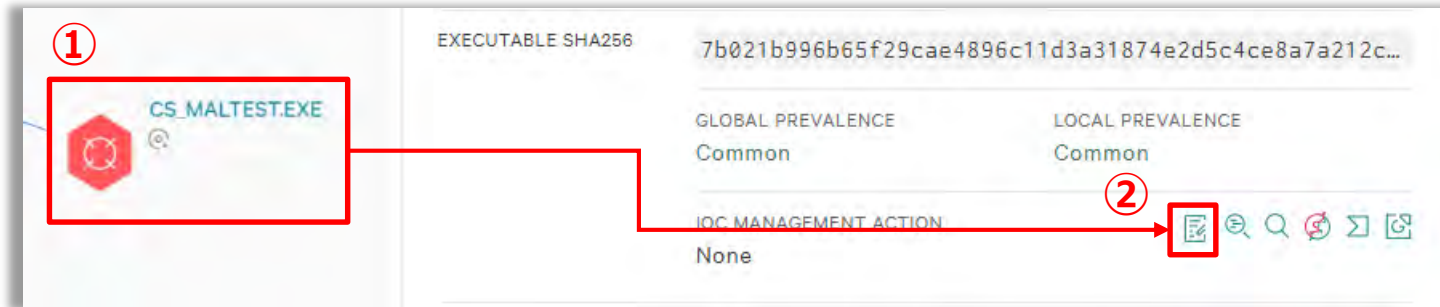 ①
CS_MALTEST.EXE
EXECUTABLE SHA256
7b021b996b65f29cae4896c11d3a31874e2d5c4ce8a7a212c…
GLOBAL PREVALENCE
Common
LOCAL PREVALENCE
Common
②
IOC MANAGEMENT ACTION
None